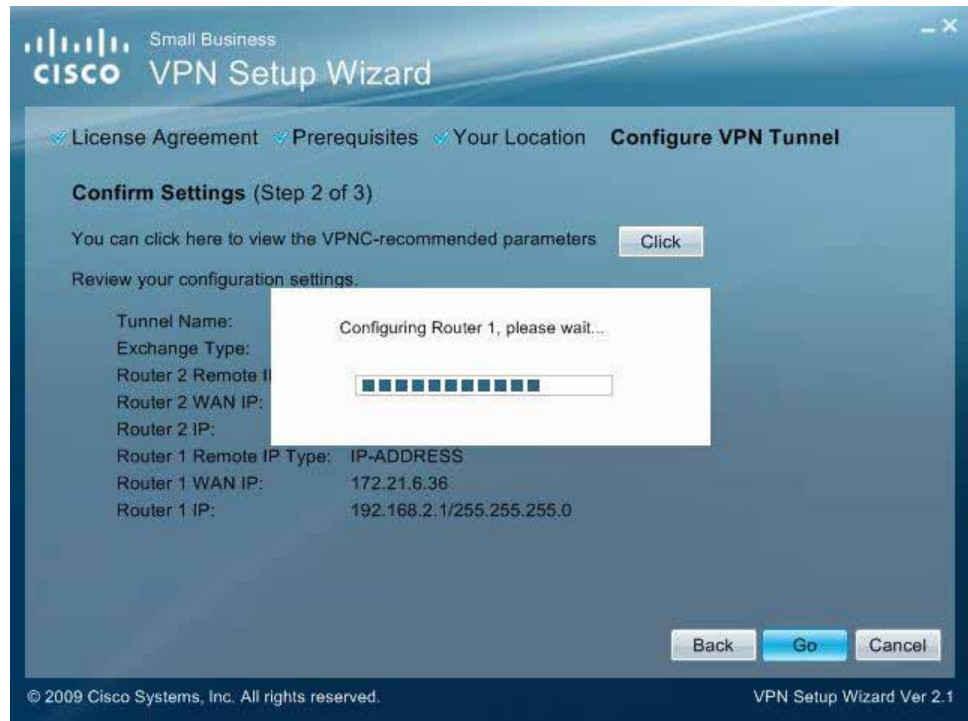 Small Business
CISCO VPN Setup Wizard
License Agreement Prerequisites Your Location Configure VPN Tunnel
Confirm Settings (Step 2 of 3)
You can click here to view the VPNC-recommended parameters Click
Review your configuration settings.
Configuring Router 1, please wait...
Tunnel Name:
Exchange Type:
Router 2 Remote
Router 2 WAN IP:
Router 2 IP:
Router 1 Remote IP Type: IP-ADDRESS
Router 1 WAN IP: 172.21.6.36
Router 1 IP: 192.168.2.1/255.255.255.0
Back Go Cancel
© 2009 Cisco Systems, Inc. All rights reserved. VPN Setup Wizard Ver 2.1